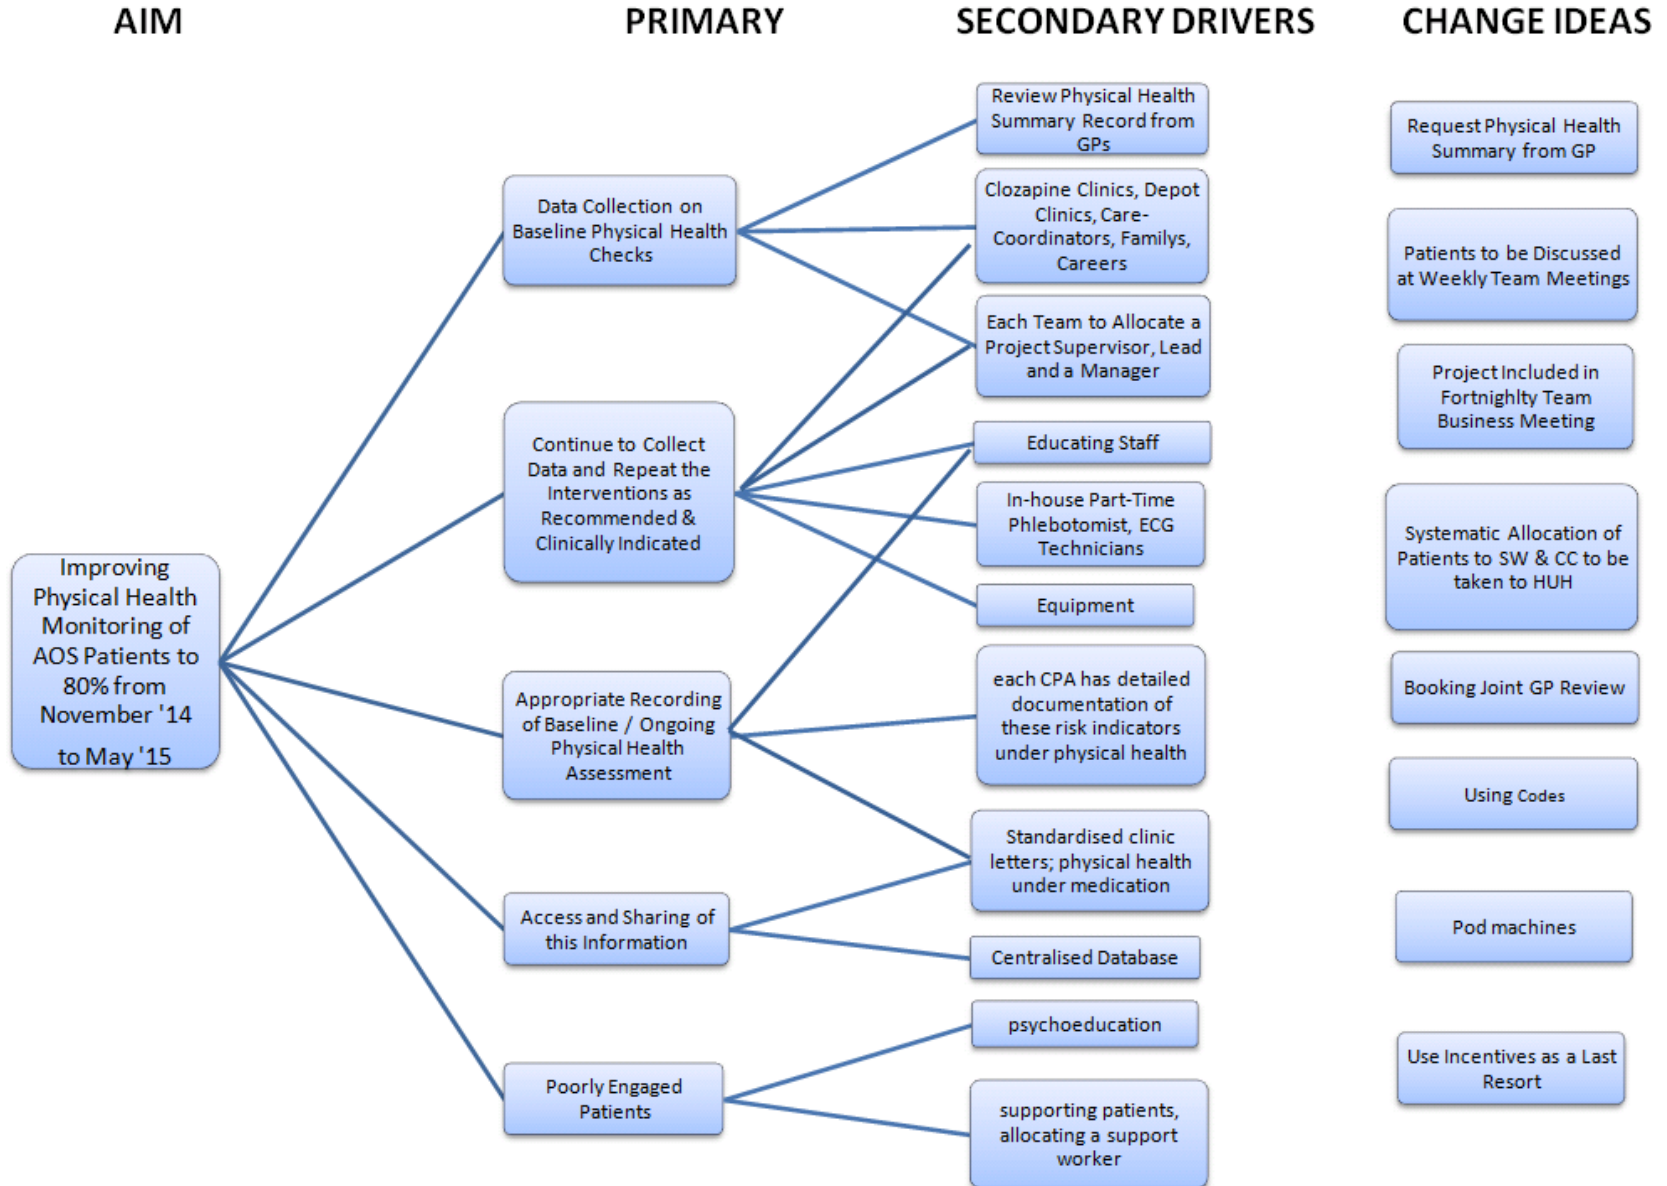 AIM
PRIMARY
SECONDARY DRIVERS
CHANGE IDEAS
Improving
Physical Health
Monitoring of
AOS Patients to
80% from
November '14
to May '15
Data Collection on
Baseline Physical Health
Checks
Continue to Collect
Data and Repeat the
Interventions as
Recommended &
Clinically Indicated
Appropriate Recording
of Baseline / Ongoing
Physical Health
Assessment
Access and Sharing of
this Information
Poorly Engaged
Patients
Review Physical Health
Summary Record from
GPs
Clozapine Clinics, Depot
Clinics, Care-
Coordinators, Familys,
Careers
Each Team to Allocate a
Project Supervisor, Lead
and a Manager
Educating Staff
In-house Part-Time
Phlebotomist, ECG
Technicians
Equipment
each CPA has detailed
documentation of
these risk indicators
under physical health
Standardised clinic
letters; physical health
under medication
Centralised Database
psychoeducation
supporting patients,
allocating a support
worker
Request Physical Health
Summary from GP
Patients to be Discussed
at Weekly Team Meetings
Project Included in
Fortnighlty Team
Business Meeting
Systematic Allocation of
Patients to SW & CC to be
taken to HUH
Booking Joint GP Review
Using Codes
Pod machines
Use Incentives as a Last
Resort